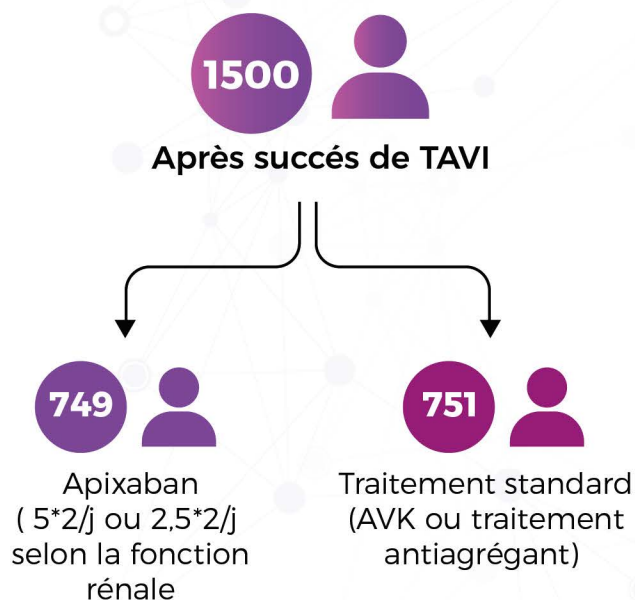 1500
Après succés de TAVI
749
Apixaban
( 5*2/j ou 2,5*2/j
selon la fonction
rénale
751
Traitement standard
(AVK ou traitement
antiagrégant)